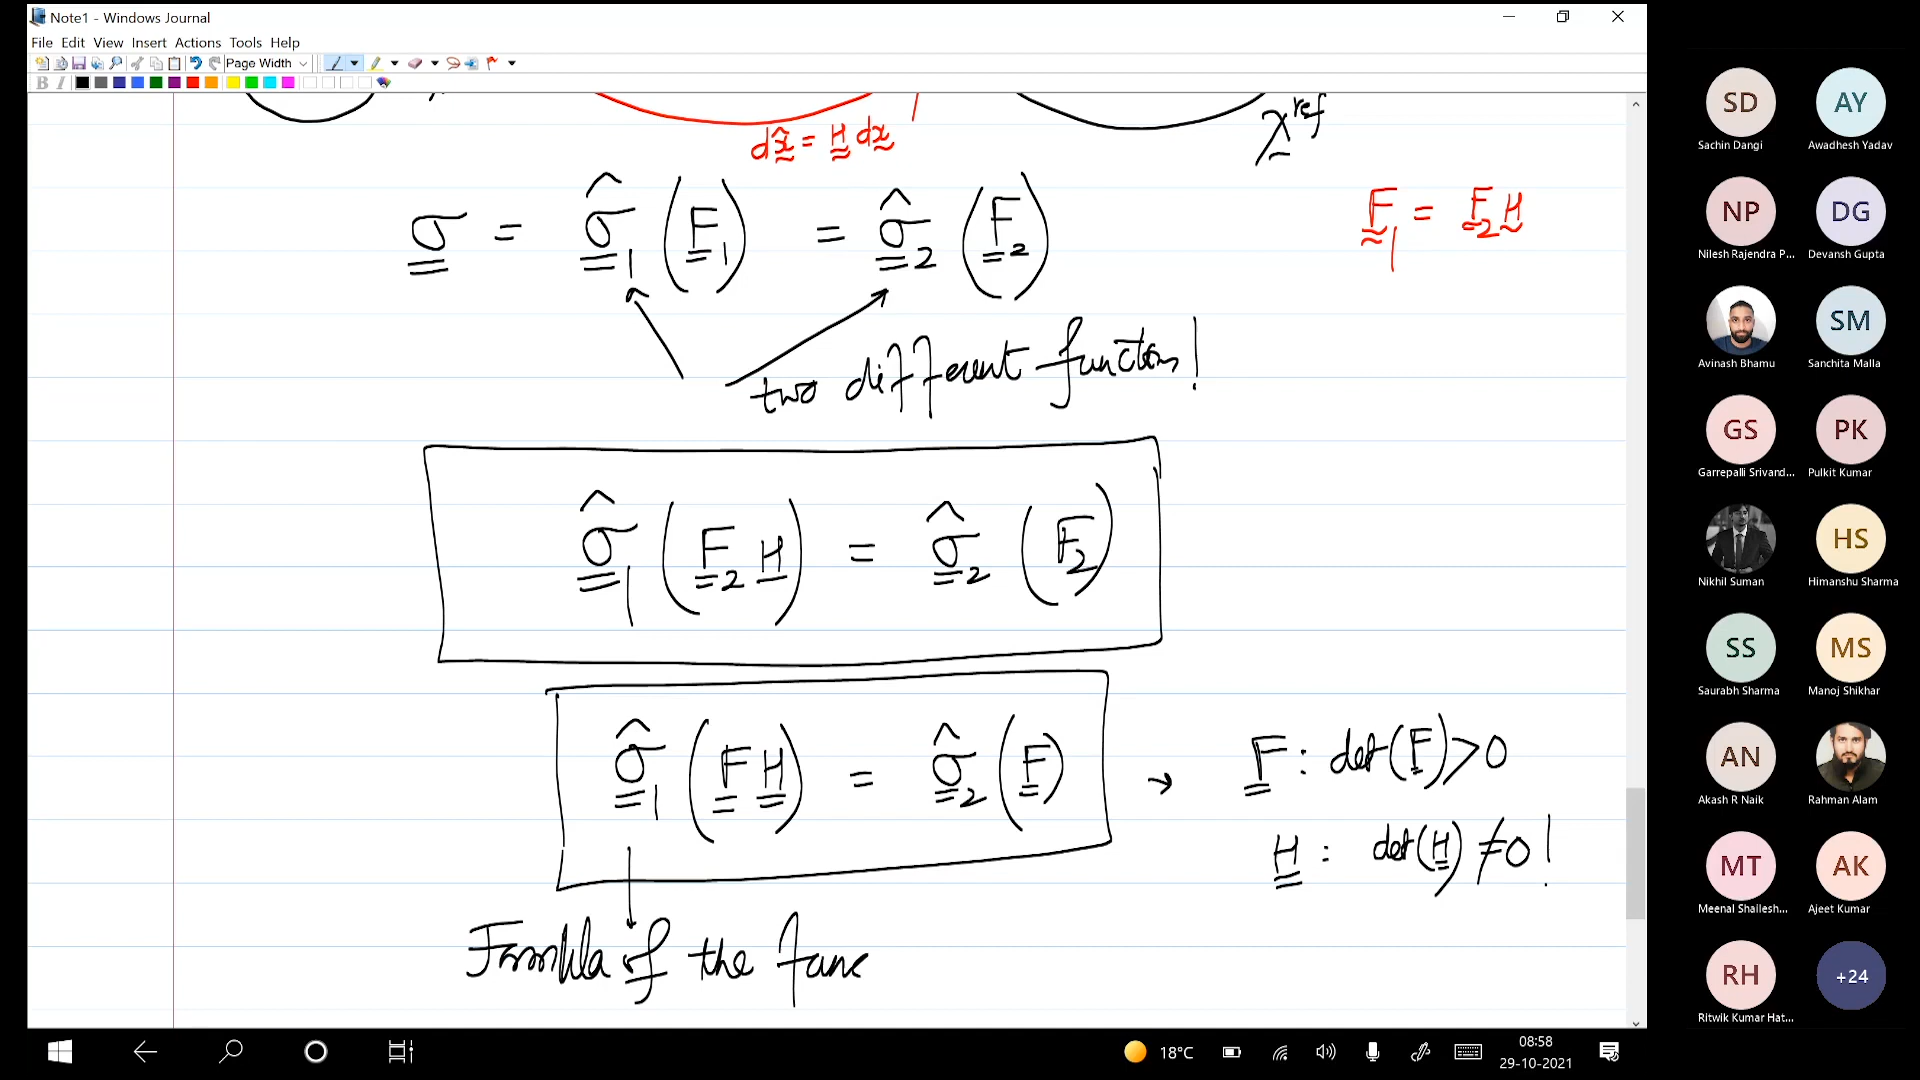 Note1 - Windows Journal
File Edit View Insert Actions Tools Help
Page Width
B I
dx̂ = H dx
X^ref
σ = σ̂₁ (F₁) = σ̂₂ (F₂)
F₁ = F₂ H
two different functions!
σ̂₁ (F₂ H) = σ̂₂ (F₂)
σ̂₁ (F H) = σ̂₂ (F) → F : det(F) > 0
H : det(H) ≠ 0 !
Formula of the func
SD AY
Sachin Dangi Awadhesh Yadav
NP DG
Nilesh Rajendra P... Devansh Gupta
SM
Avinash Bhamu Sanchita Malla
GS PK
Garrepalli Srivand... Pulkit Kumar
HS
Nikhil Suman Himanshu Sharma
SS MS
Saurabh Sharma Manoj Shikhar
AN
Akash R Naik Rahman Alam
MT AK
Meenal Shailesh... Ajeet Kumar
RH +24
Ritwik Kumar Hat...
18°C
08:58
29-10-2021